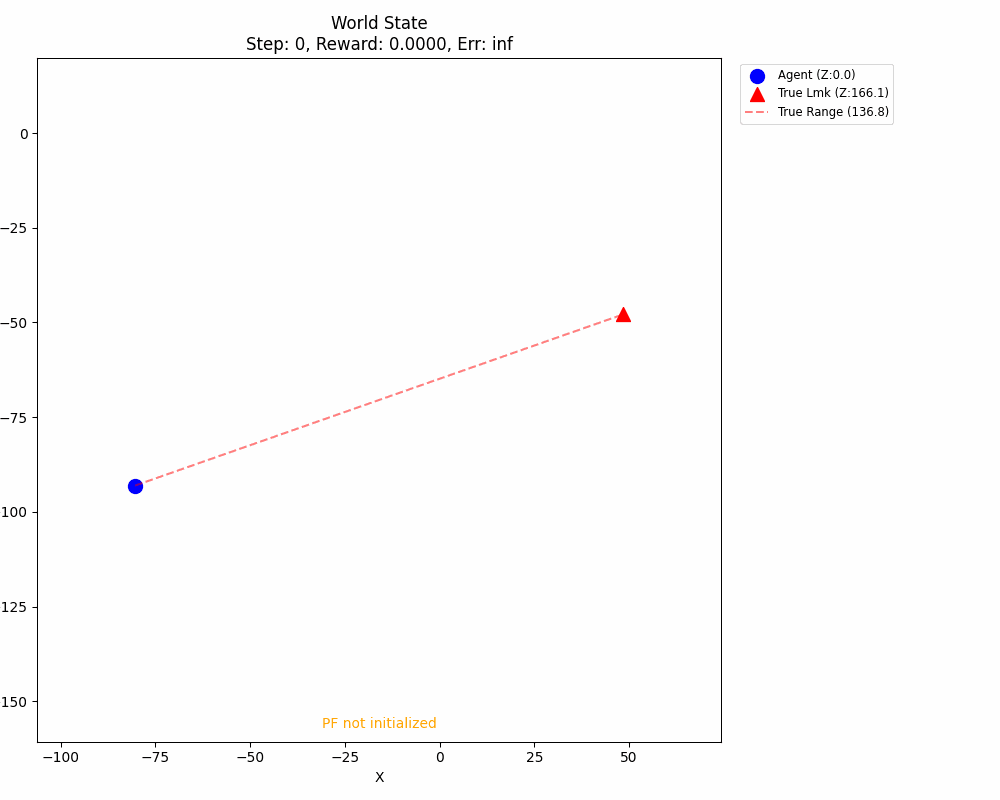 World State
Step: 0, Reward: 0.0000, Err: inf
Agent (Z:0.0)
True Lmk (Z:166.1)
True Range (136.8)
0
−25
−50
−75
100
125
150
PF not initialized
−100
−75
−50
−25
0
25
50
X